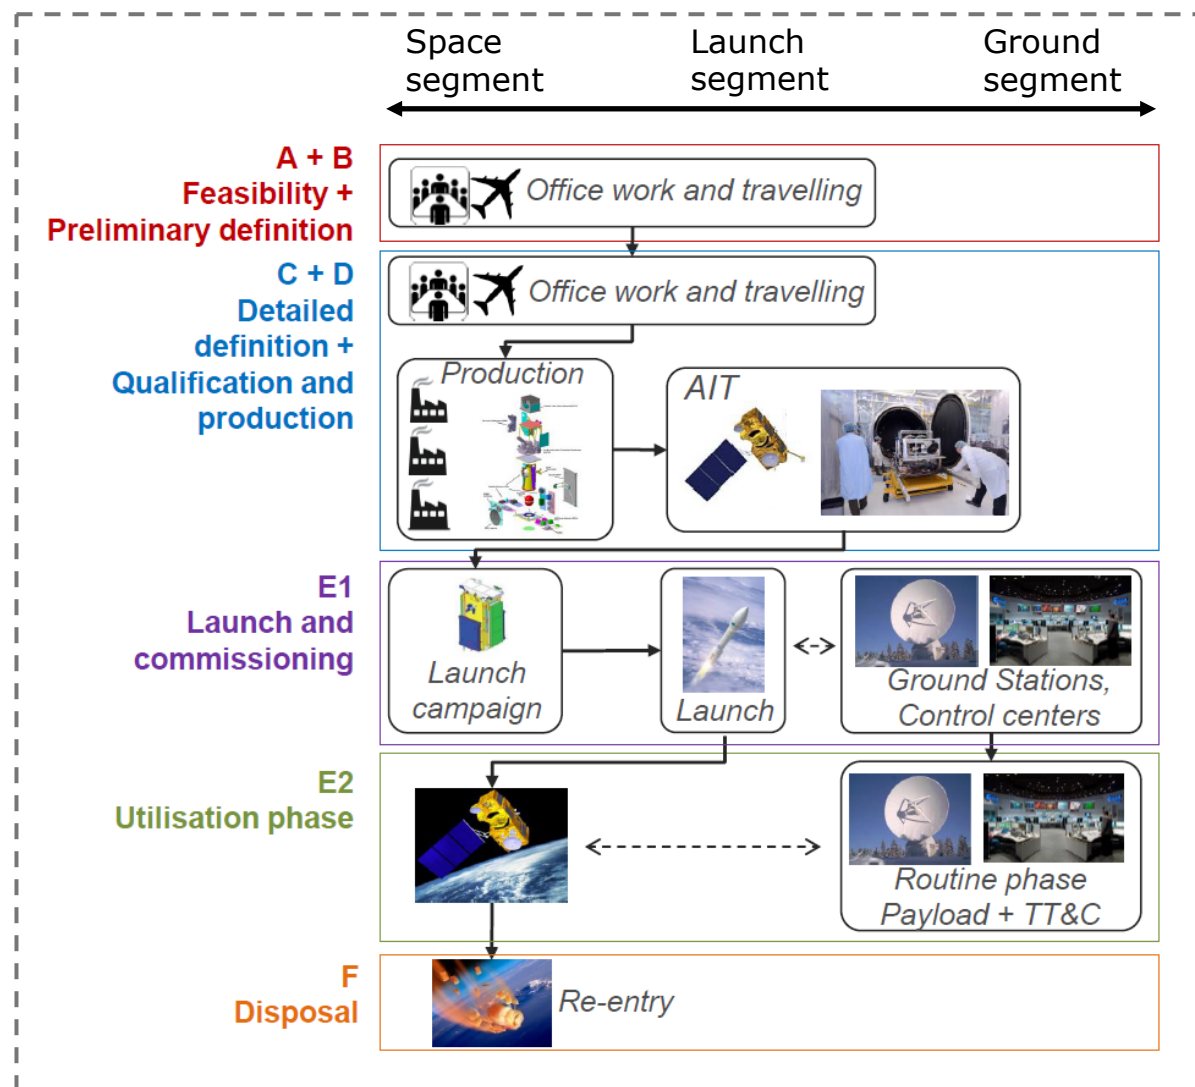 Space
segment
Launch
segment
Ground
segment
A + B
Feasibility +
Preliminary definition
Office work and travelling
C + D
Detailed
definition +
Qualification and
production
Office work and travelling
Production
AIT
E1
Launch and
commissioning
Launch
campaign
Launch
Ground Stations,
Control centers
E2
Utilisation phase
Routine phase
Payload + TT&C
F
Disposal
Re-entry